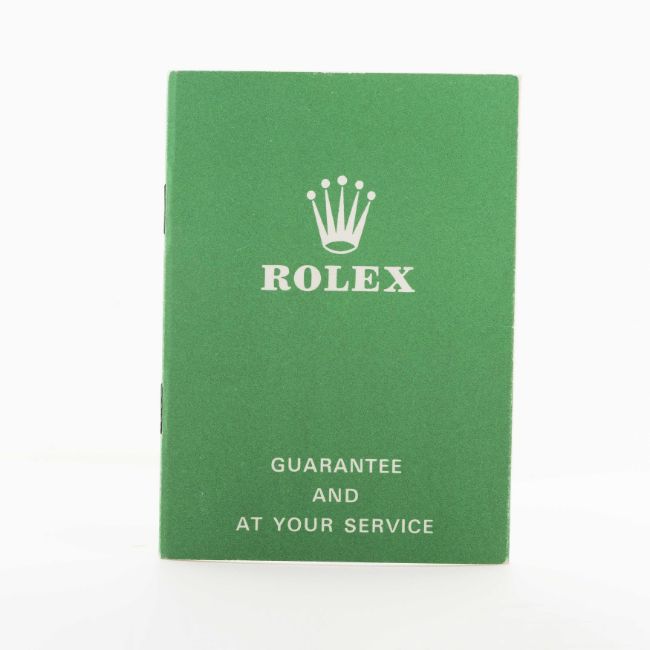 ROLEX
GUARANTEE
AND
AT YOUR SERVICE